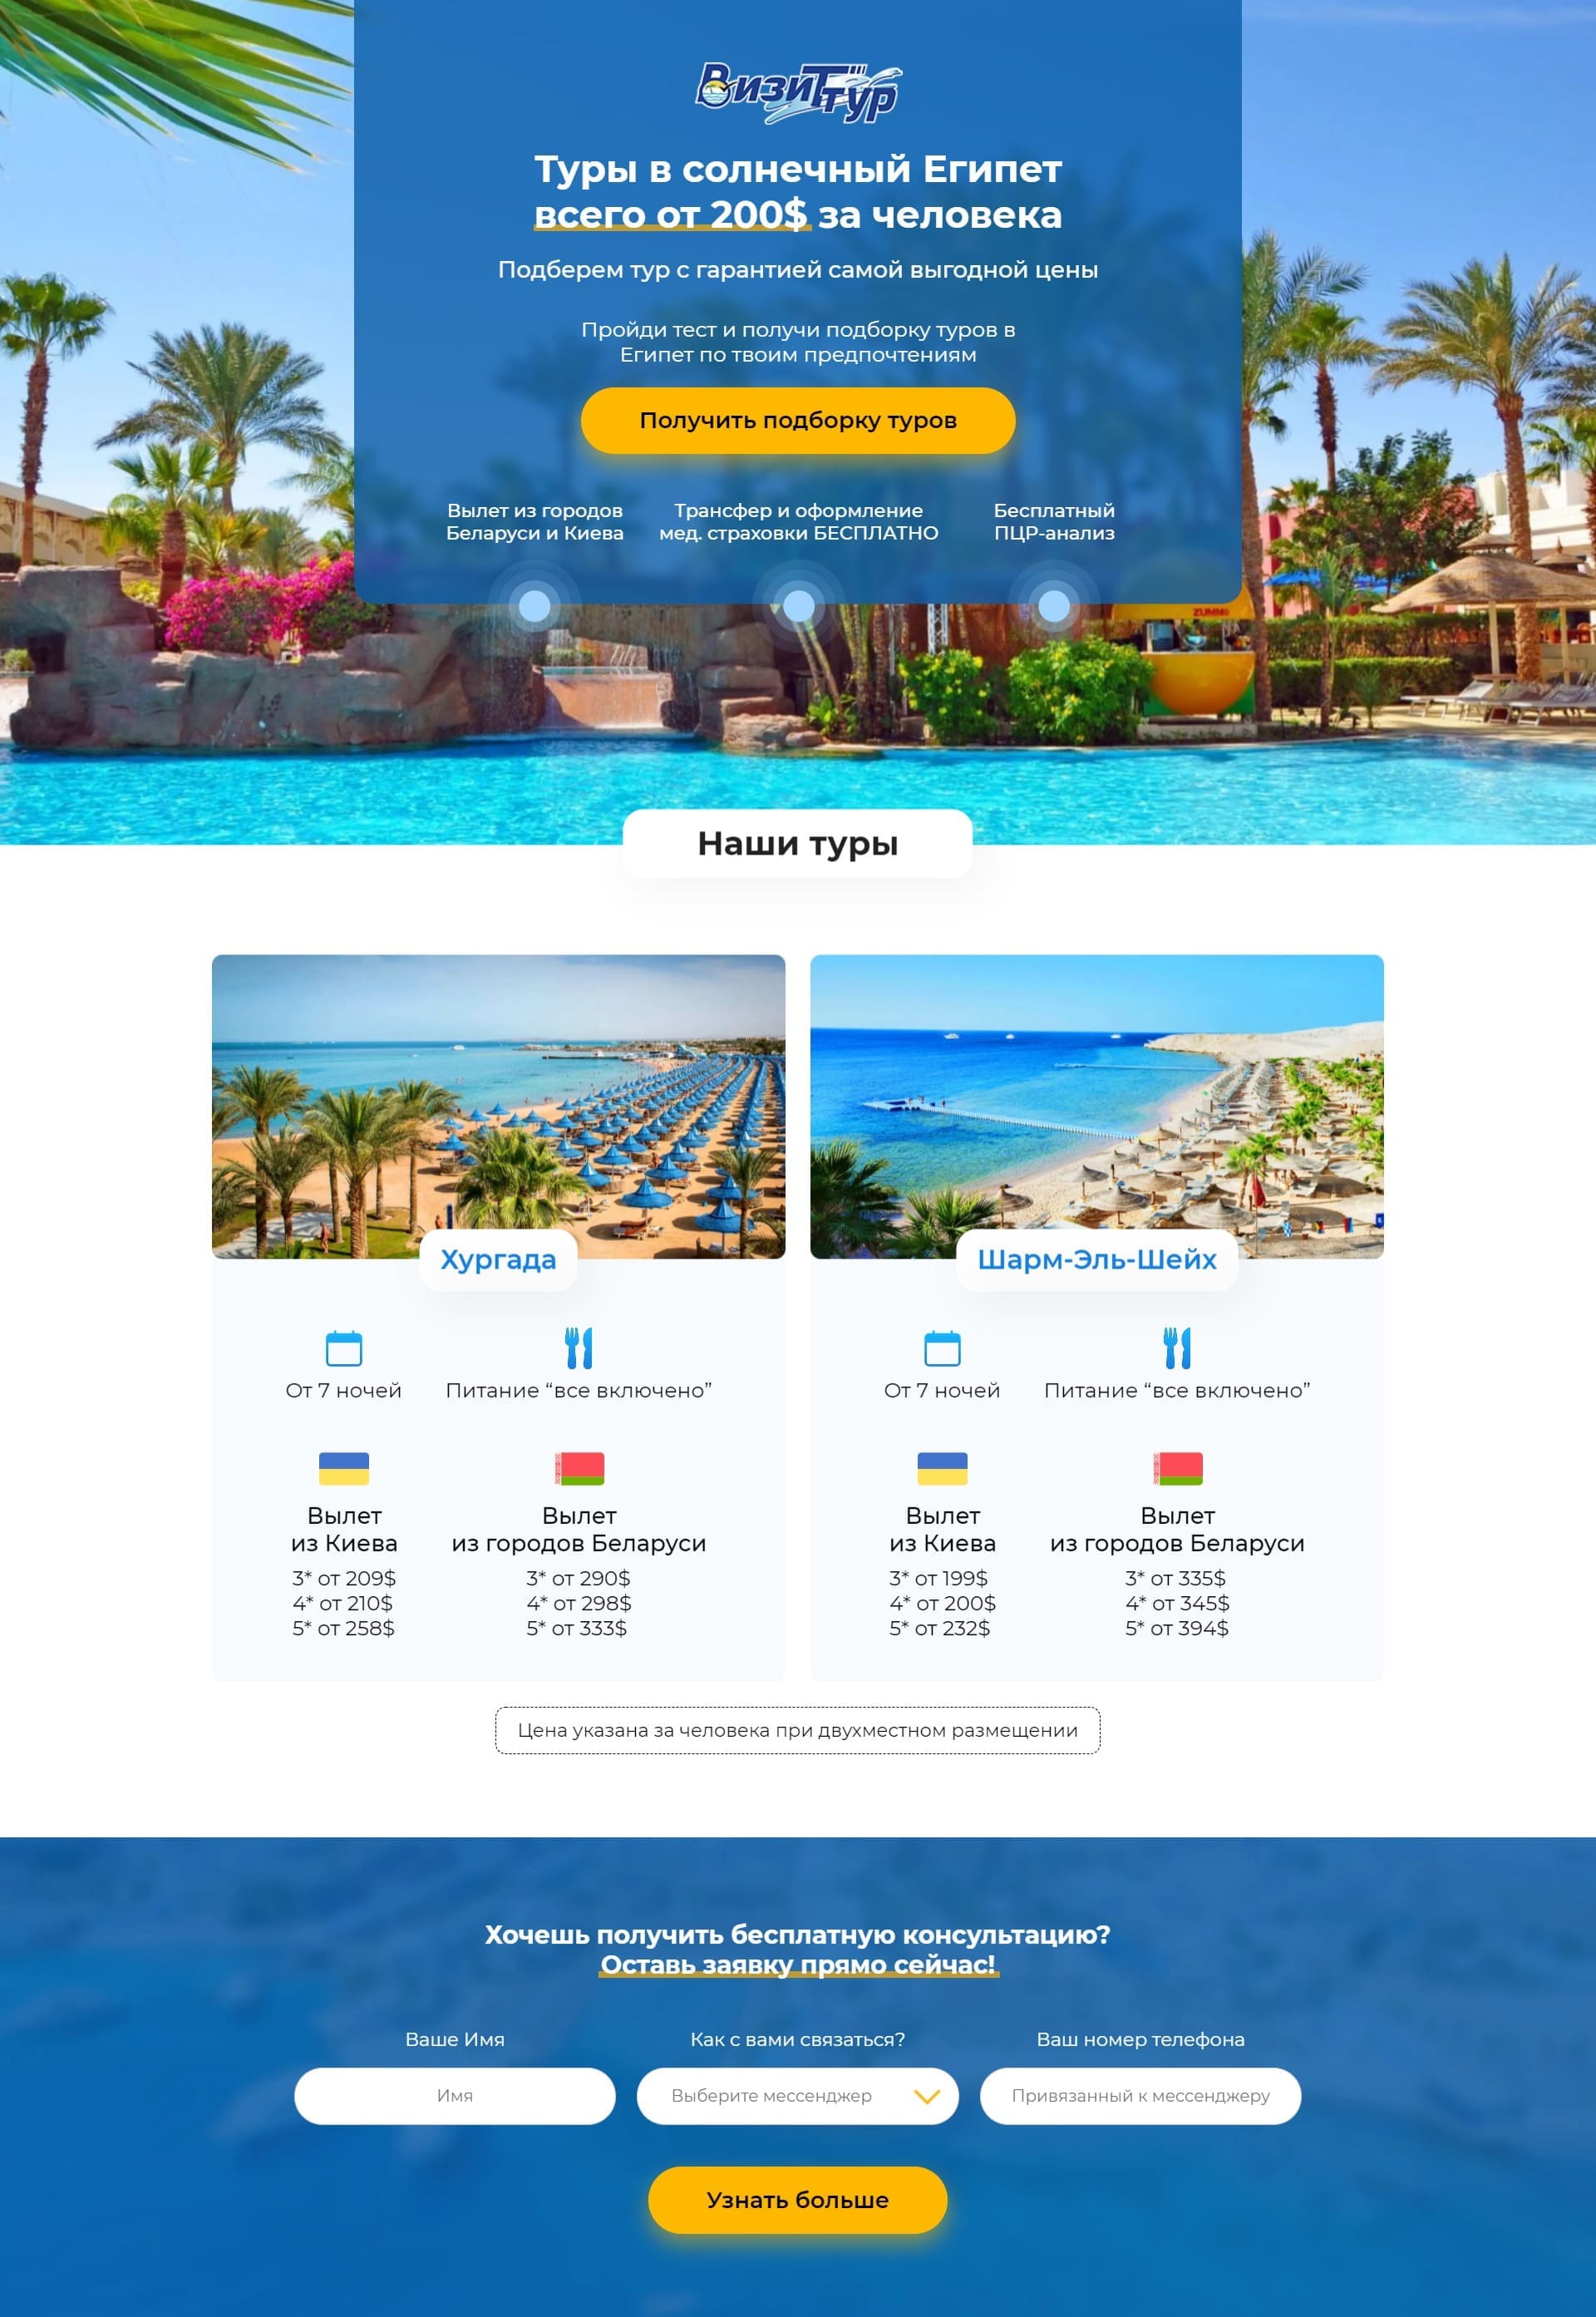 ВизитТур
Туры в солнечный Египет
всего от 200$ за человека
Подберем тур с гарантией самой выгодной цены
Пройди тест и получи подборку туров в
Египет по твоим предпочтениям
Получить подборку туров
Вылет из городов
Беларуси и Киева
Трансфер и оформление
мед. страховки БЕСПЛАТНО
Бесплатный
ПЦР-анализ
ZUMMO
Наши туры
Хургада
От 7 ночей
Питание “все включено”
Вылет
из Киева
3* от 209$
4* от 210$
5* от 258$
Вылет
из городов Беларуси
3* от 290$
4* от 298$
5* от 333$
Шарм-Эль-Шейх
От 7 ночей
Питание “все включено”
Вылет
из Киева
3* от 199$
4* от 200$
5* от 232$
Вылет
из городов Беларуси
3* от 335$
4* от 345$
5* от 394$
Цена указана за человека при двухместном размещении
Хочешь получить бесплатную консультацию?
Оставь заявку прямо сейчас!
Ваше Имя
Имя
Как с вами связаться?
Выберите мессенджер
Ваш номер телефона
Привязанный к мессенджеру
Узнать больше